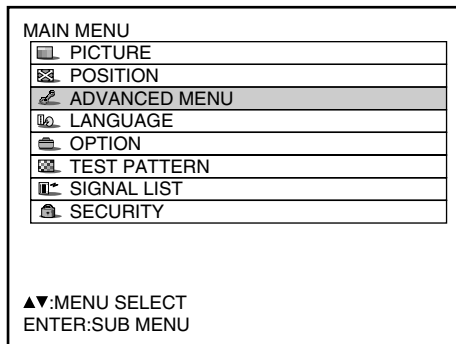 MAIN MENU
PICTURE
POSITION
ADVANCED MENU
LANGUAGE
OPTION
TEST PATTERN
SIGNAL LIST
SECURITY
▲▼:MENU SELECT
ENTER:SUB MENU